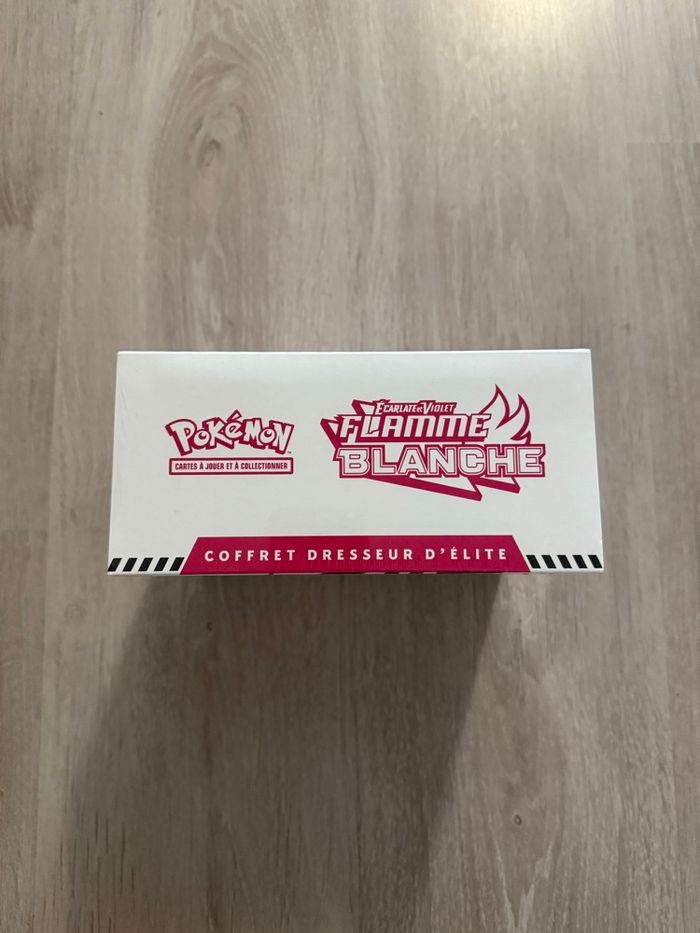 POKéMON
CARTES À JOUER ET À COLLECTIONNER
ÉCARLATE ET VIOLET
FLAMME
BLANCHE
COFFRET DRESSEUR D'ÉLITE